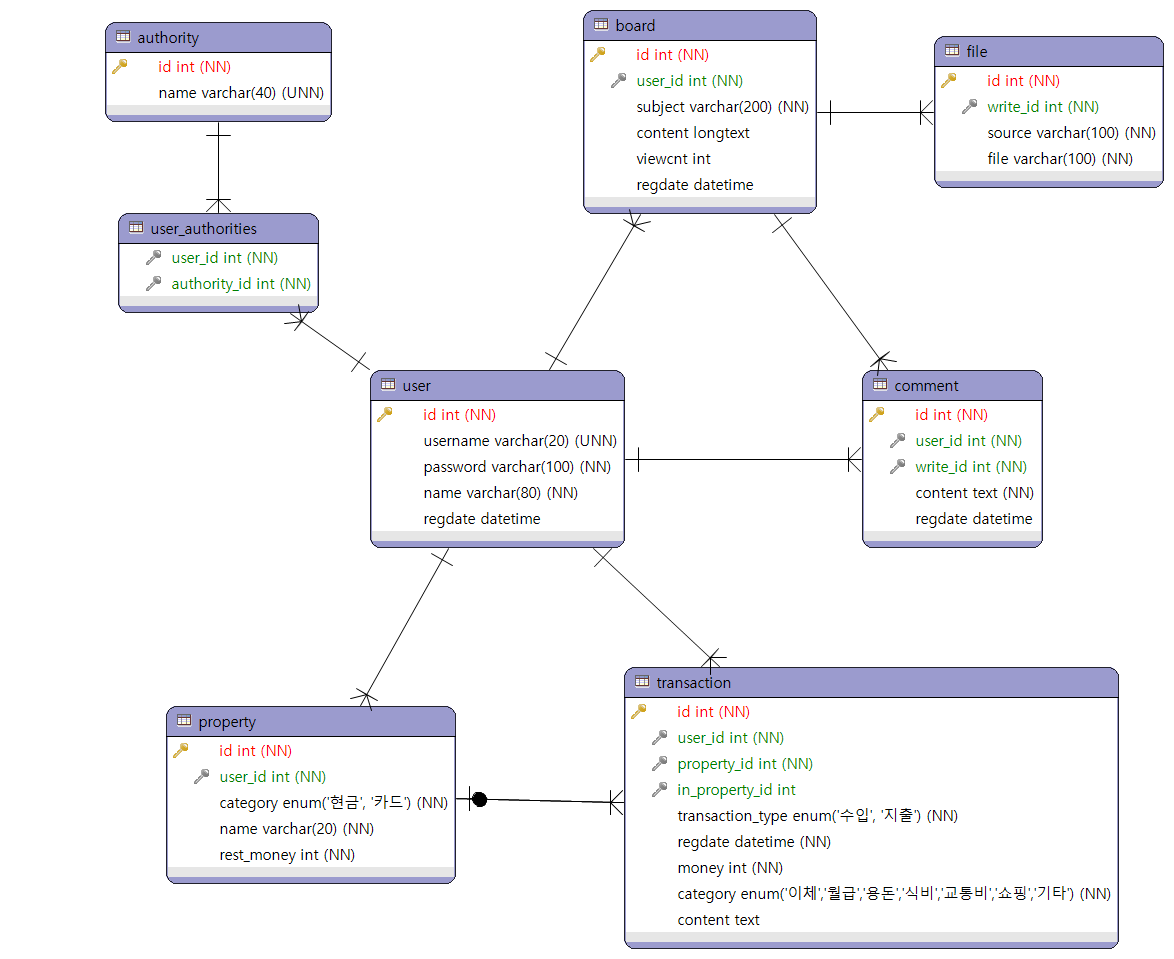 authority
id int (NN)
name varchar(40) (UNN)
board
id int (NN)
user_id int (NN)
subject varchar(200) (NN)
content longtext
viewcnt int
regdate datetime
file
id int (NN)
write_id int (NN)
source varchar(100) (NN)
file varchar(100) (NN)
user_authorities
user_id int (NN)
authority_id int (NN)
user
id int (NN)
username varchar(20) (UNN)
password varchar(100) (NN)
name varchar(80) (NN)
regdate datetime
comment
id int (NN)
user_id int (NN)
write_id int (NN)
content text (NN)
regdate datetime
property
id int (NN)
user_id int (NN)
category enum('현금', '카드') (NN)
name varchar(20) (NN)
rest_money int (NN)
transaction
id int (NN)
user_id int (NN)
property_id int (NN)
in_property_id int
transaction_type enum('수입', '지출') (NN)
regdate datetime (NN)
money int (NN)
category enum('이체','월급','용돈','식비','교통비','쇼핑','기타') (NN)
content text